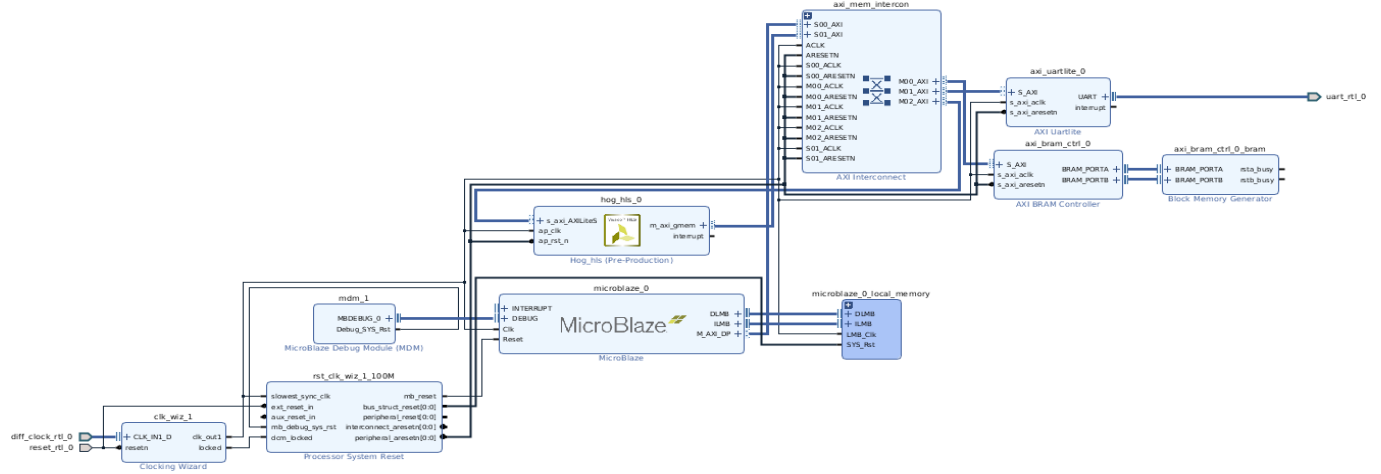 axi_mem_intercon
S00_AXI
S01_AXI
ACLK
ARESETN
S00_ACLK
S00_ARESETN
M00_ACLK
M00_ARESETN
M01_ACLK
M01_ARESETN
M02_ACLK
M02_ARESETN
S01_ACLK
S01_ARESETN
M00_AXI
M01_AXI
M02_AXI
AXI Interconnect
axi_uartlite_0
S_AXI
s_axi_aclk
s_axi_aresetn
UART
interrupt
AXI Uartlite
uart_rtl_0
axi_bram_ctrl_0
S_AXI
s_axi_aclk
s_axi_aresetn
BRAM_PORTA
BRAM_PORTB
AXI BRAM Controller
axi_bram_ctrl_0_bram
BRAM_PORTA
BRAM_PORTB
rsta_busy
rstb_busy
Block Memory Generator
hog_hls_0
s_axi_AXILiteS
ap_clk
ap_rst_n
m_axi_gmem
interrupt
Hog_hls (Pre-Production)
microblaze_0
INTERRUPT
DEBUG
Clk
Reset
MicroBlaze
DLMB
ILMB
M_AXI_DP
MicroBlaze
microblaze_0_local_memory
DLMB
ILMB
LMB_Clk
SYS_Rst
mdm_1
MBDEBUG_0
Debug_SYS_Rst
MicroBlaze Debug Module (MDM)
rst_clk_wiz_1_100M
slowest_sync_clk
ext_reset_in
aux_reset_in
mb_debug_sys_rst
dcm_locked
mb_reset
bus_struct_reset[0:0]
peripheral_reset[0:0]
interconnect_aresetn[0:0]
peripheral_aresetn[0:0]
Processor System Reset
clk_wiz_1
CLK_IN1_D
resetn
clk_out1
locked
Clocking Wizard
diff_clock_rtl_0
reset_rtl_0